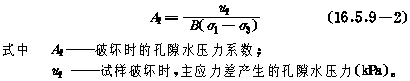 A_f = u_f / B(σ₁－σ₃) (16.5.9－2)
式中 A_f——破坏时的孔隙水压力系数；
u_f——试样破坏时，主应力差产生的孔隙水压力(kPa)。